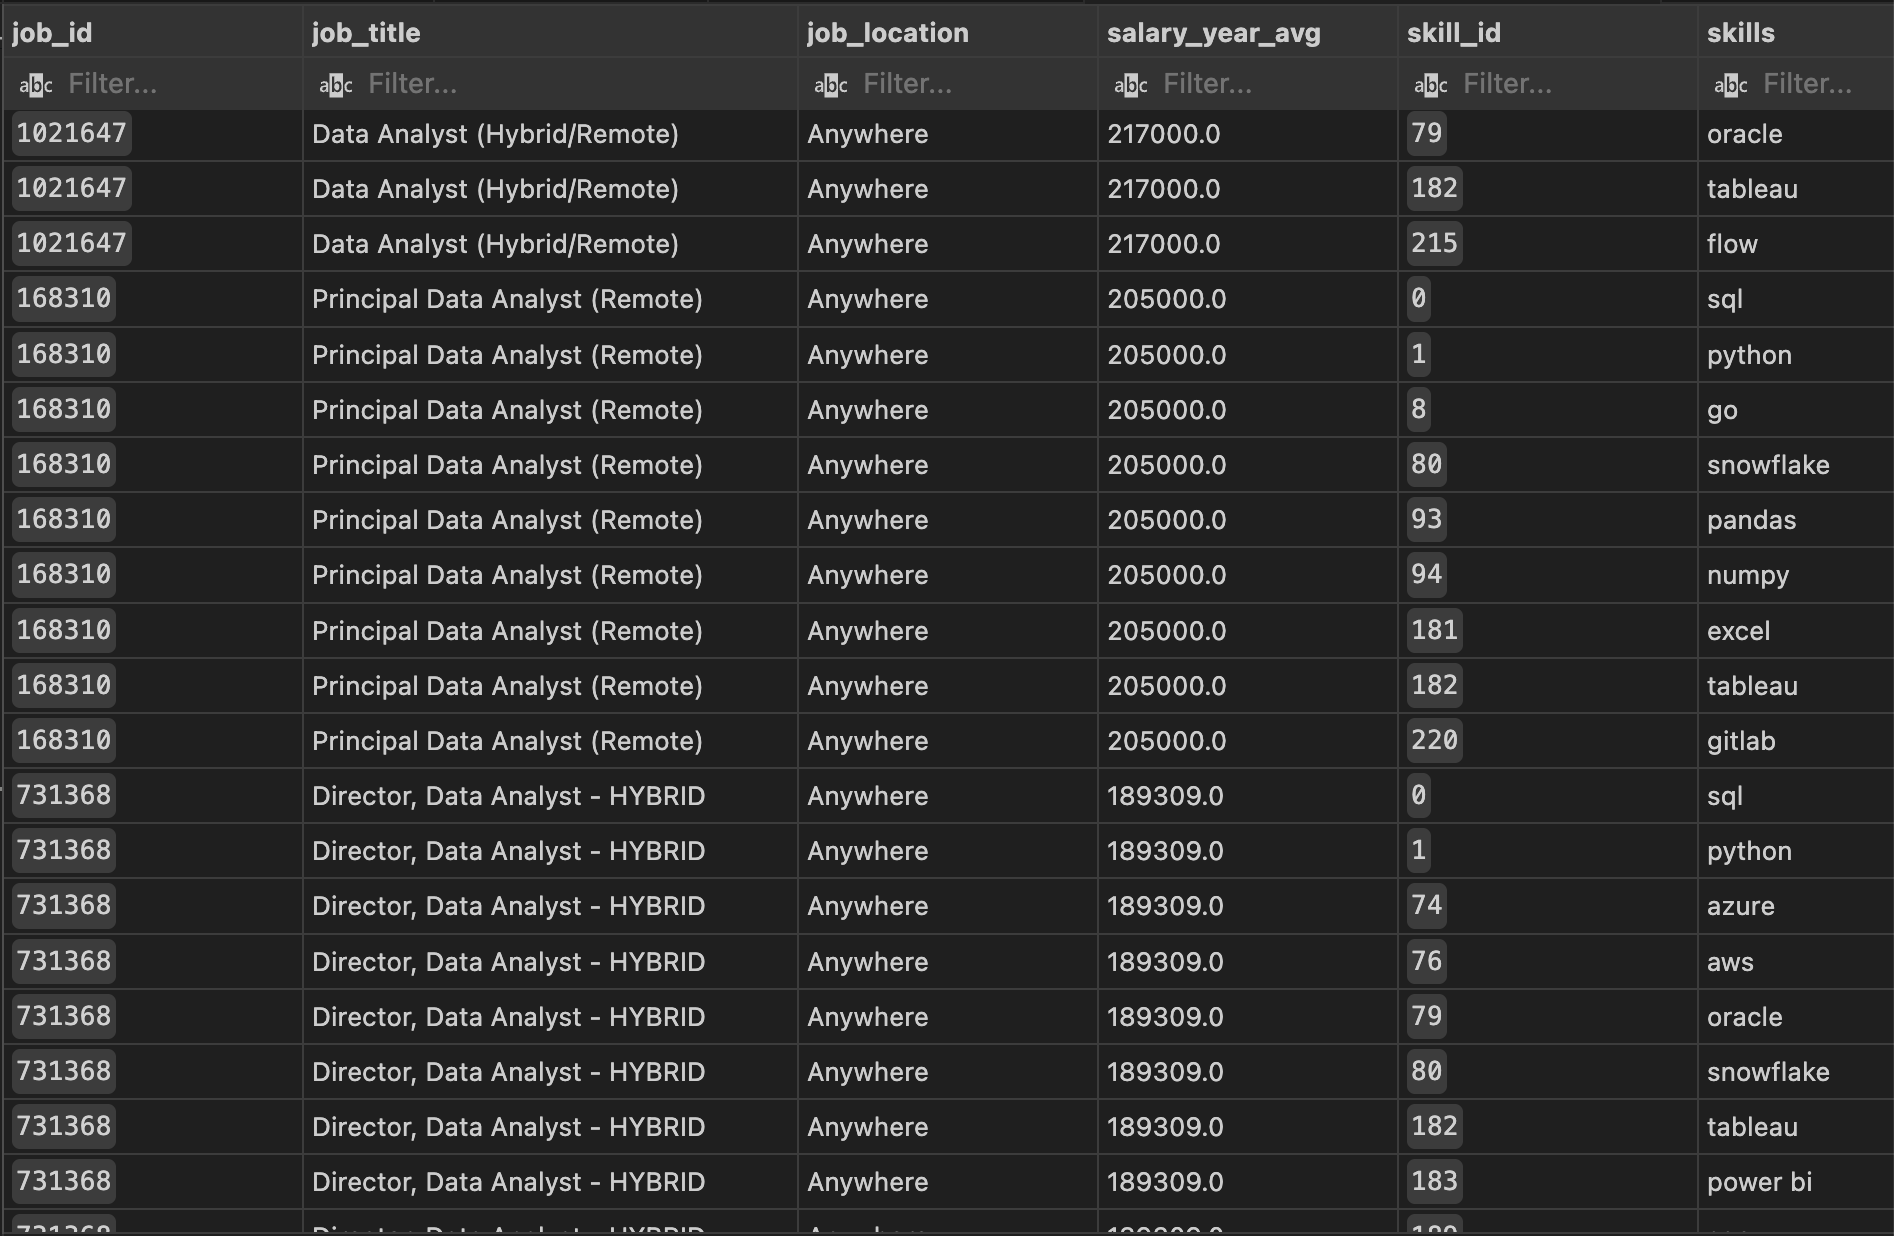 job_id job_title job_location salary_year_avg skill_id skills
abc Filter... abc Filter... abc Filter... abc Filter... abc Filter... abc Filter...
1021647 Data Analyst (Hybrid/Remote) Anywhere 217000.0 79 oracle
1021647 Data Analyst (Hybrid/Remote) Anywhere 217000.0 182 tableau
1021647 Data Analyst (Hybrid/Remote) Anywhere 217000.0 215 flow
168310 Principal Data Analyst (Remote) Anywhere 205000.0 0 sql
168310 Principal Data Analyst (Remote) Anywhere 205000.0 1 python
168310 Principal Data Analyst (Remote) Anywhere 205000.0 8 go
168310 Principal Data Analyst (Remote) Anywhere 205000.0 80 snowflake
168310 Principal Data Analyst (Remote) Anywhere 205000.0 93 pandas
168310 Principal Data Analyst (Remote) Anywhere 205000.0 94 numpy
168310 Principal Data Analyst (Remote) Anywhere 205000.0 181 excel
168310 Principal Data Analyst (Remote) Anywhere 205000.0 182 tableau
168310 Principal Data Analyst (Remote) Anywhere 205000.0 220 gitlab
731368 Director, Data Analyst - HYBRID Anywhere 189309.0 0 sql
731368 Director, Data Analyst - HYBRID Anywhere 189309.0 1 python
731368 Director, Data Analyst - HYBRID Anywhere 189309.0 74 azure
731368 Director, Data Analyst - HYBRID Anywhere 189309.0 76 aws
731368 Director, Data Analyst - HYBRID Anywhere 189309.0 79 oracle
731368 Director, Data Analyst - HYBRID Anywhere 189309.0 80 snowflake
731368 Director, Data Analyst - HYBRID Anywhere 189309.0 182 tableau
731368 Director, Data Analyst - HYBRID Anywhere 189309.0 183 power bi
731368 Director, Data Analyst - HYBRID Anywhere 189309.0